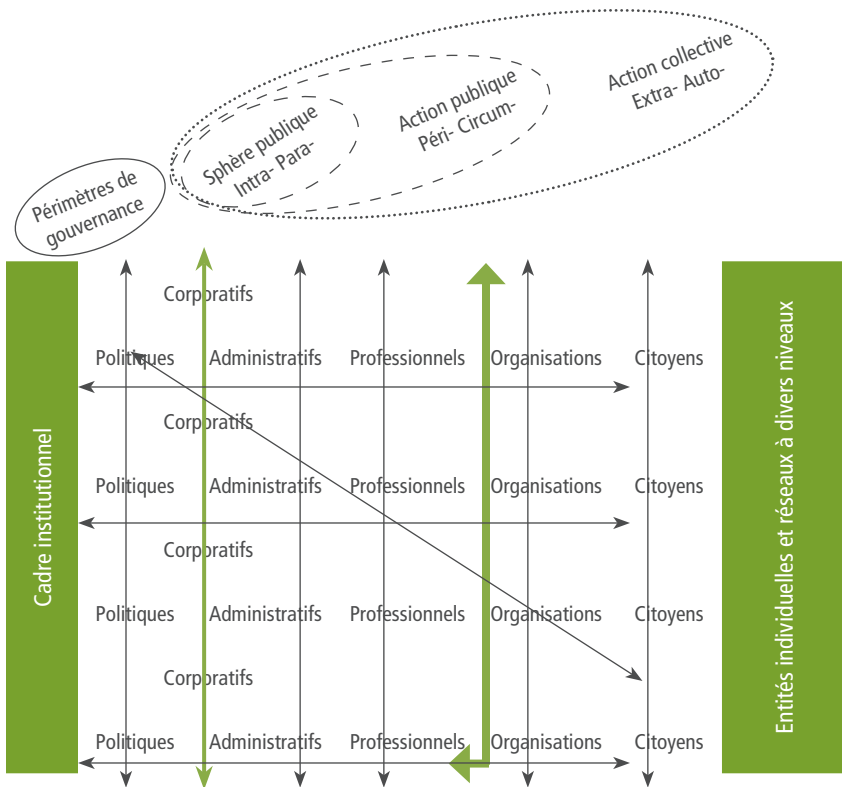 Action collective
Extra- Auto-
Action publique
Péri- Circum-
Sphère publique
Intra- Para-
Périmètres de
gouvernance
Cadre institutionnel
Corporatifs
Politiques Administratifs Professionnels Organisations Citoyens
Corporatifs
Politiques Administratifs Professionnels Organisations Citoyens
Corporatifs
Politiques Administratifs Professionnels Organisations Citoyens
Corporatifs
Politiques Administratifs Professionnels Organisations Citoyens
Entités individuelles et réseaux à divers niveaux